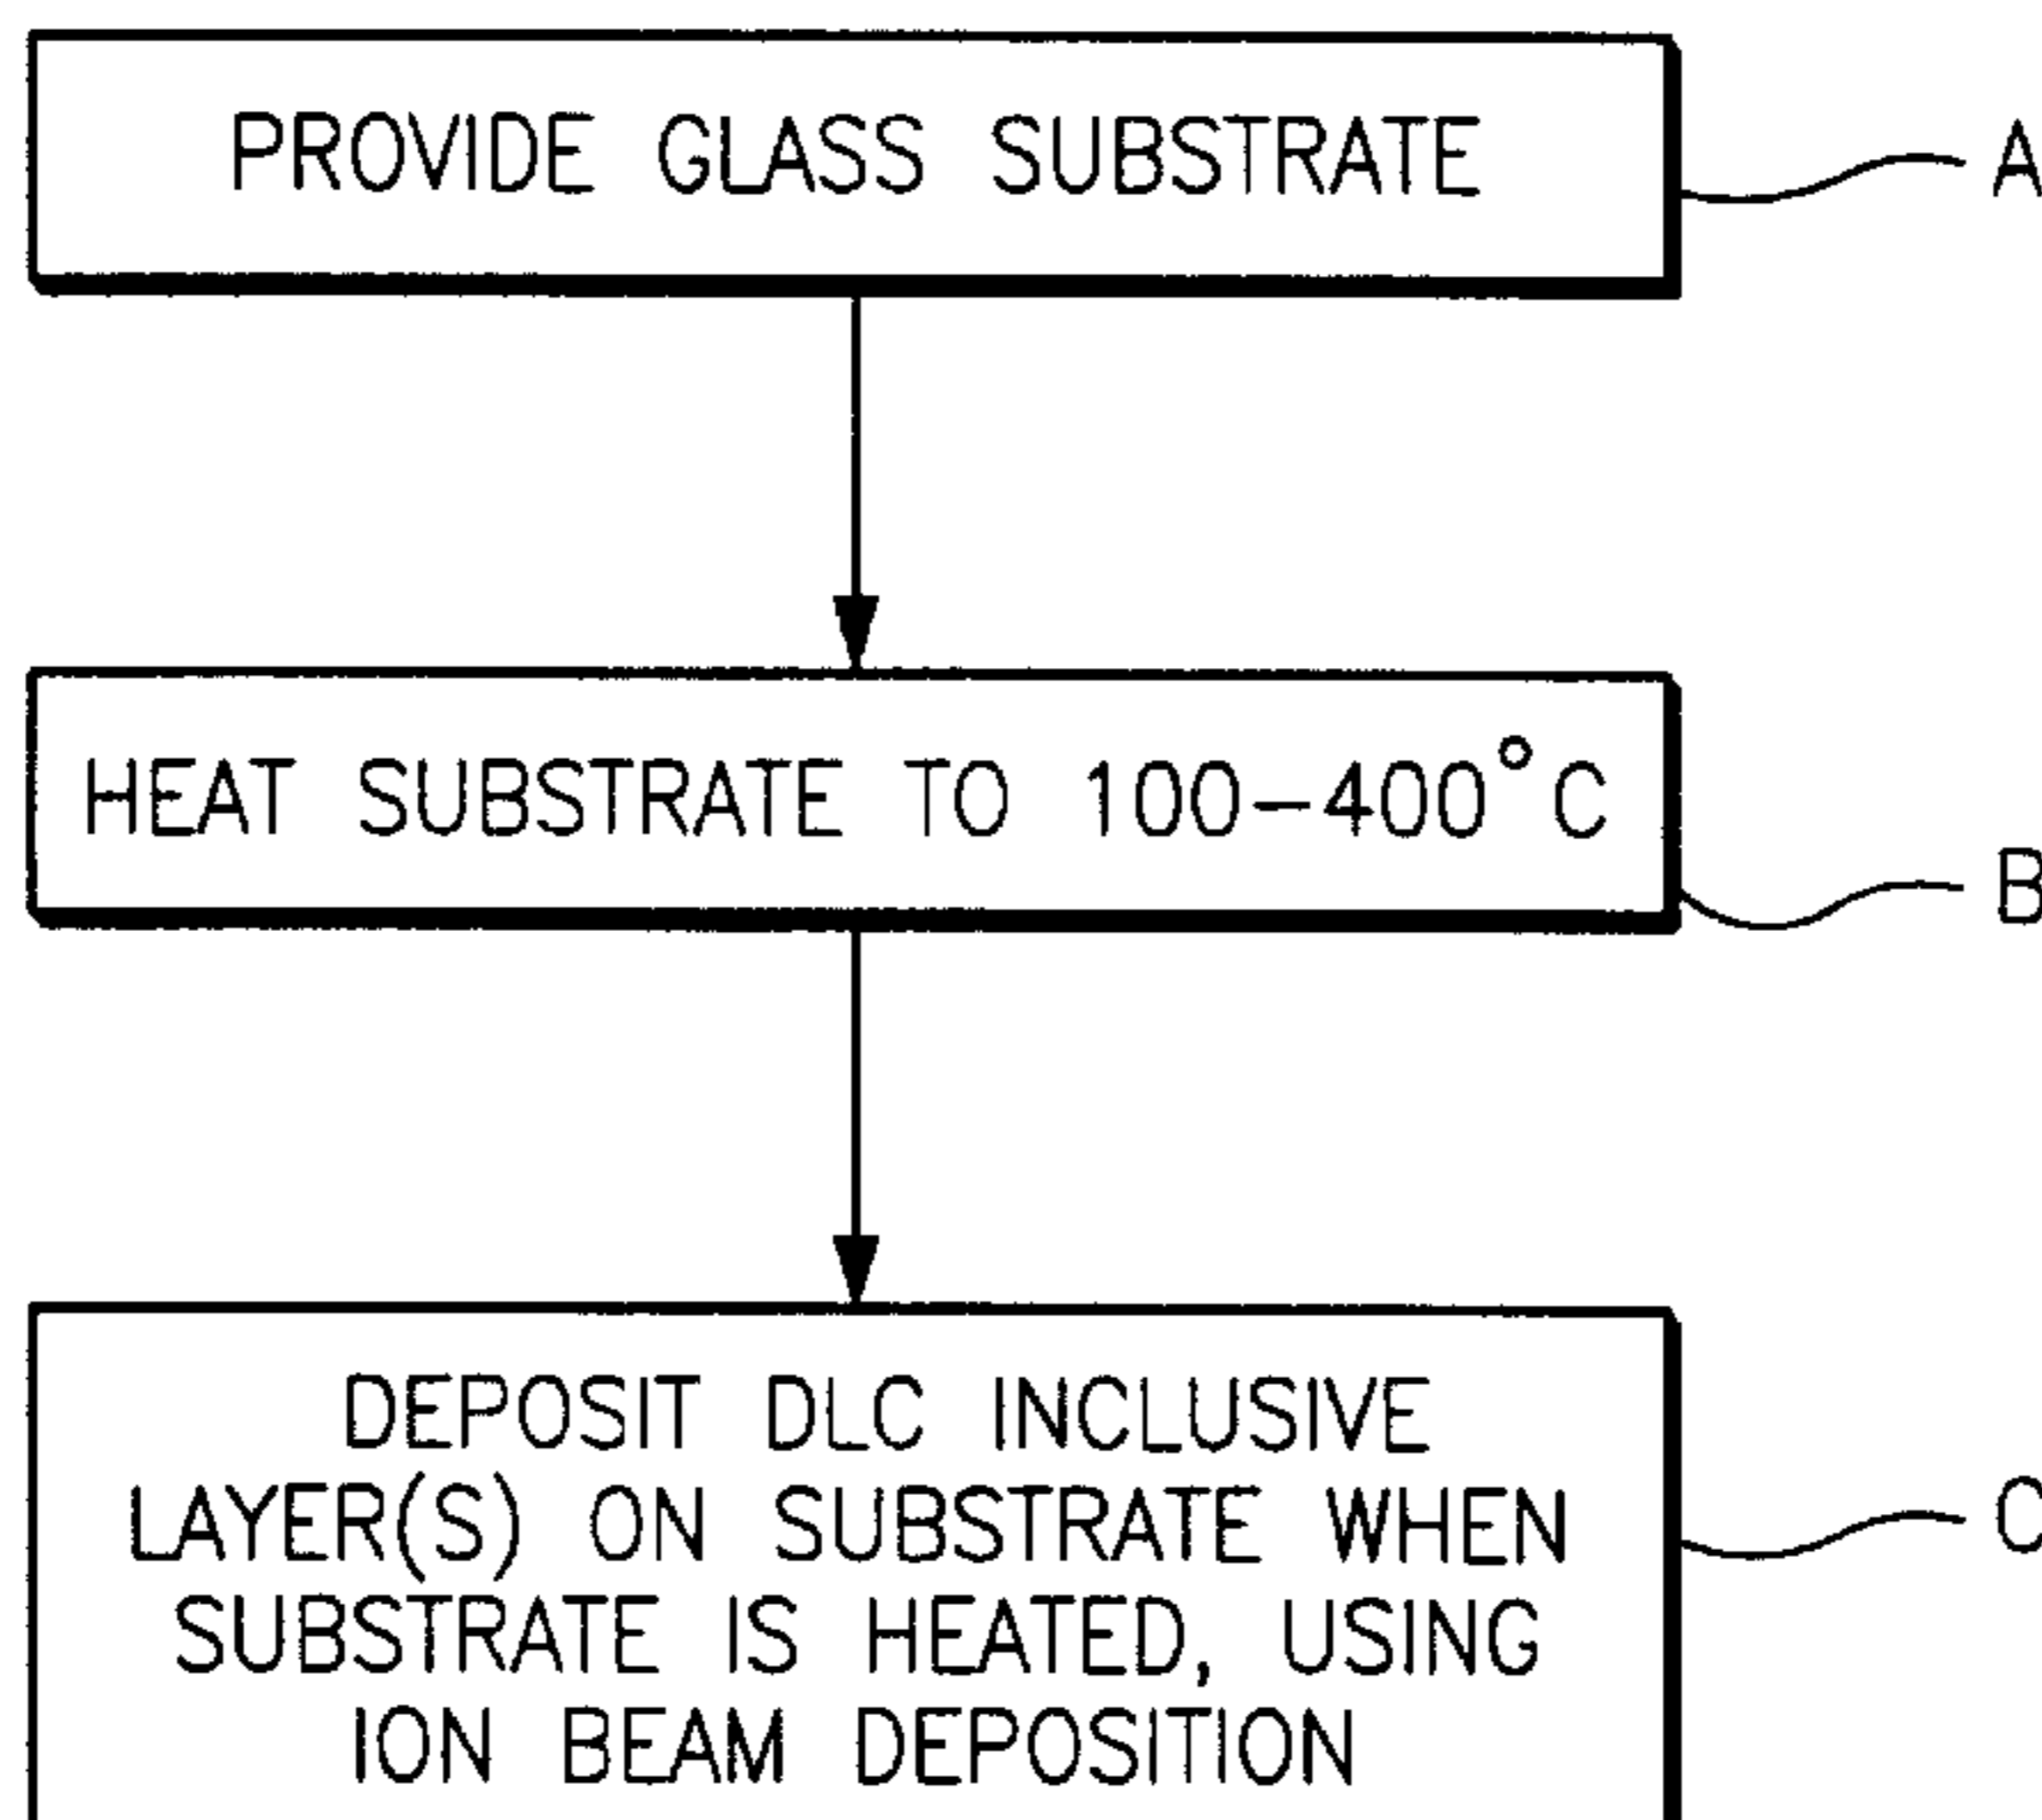 PROVIDE GLASS SUBSTRATE
A
HEAT SUBSTRATE TO 100-400°C
B
DEPOSIT DLC INCLUSIVE
LAYER(S) ON SUBSTRATE WHEN
SUBSTRATE IS HEATED, USING
ION BEAM DEPOSITION
C